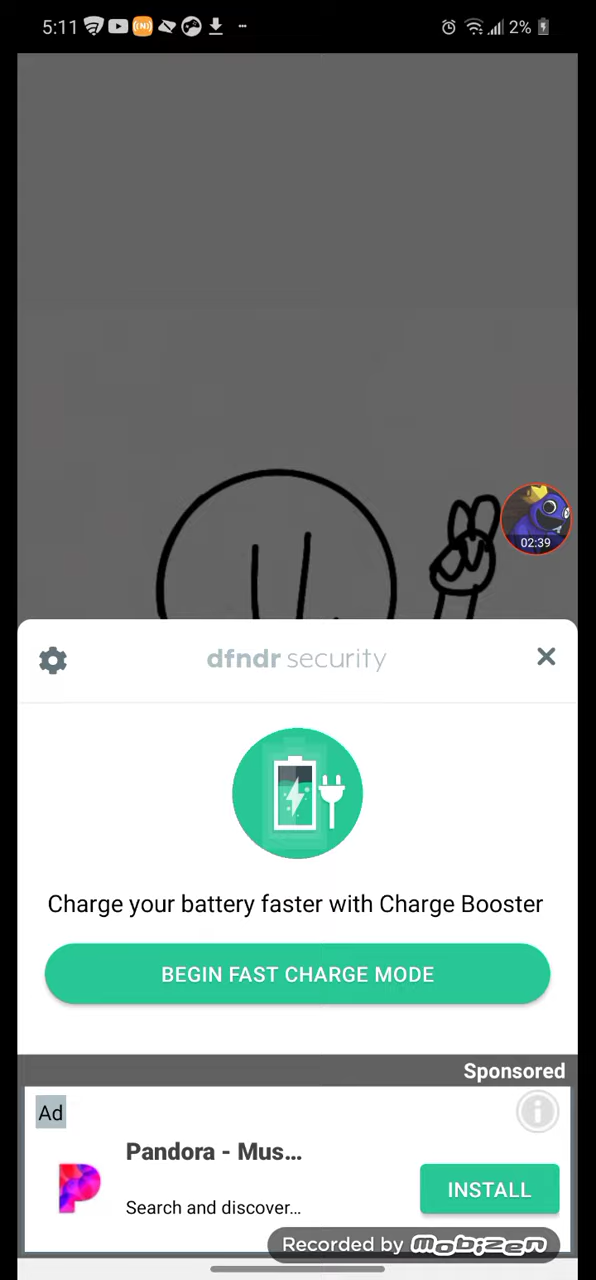 5:11
2%
02:39
dfndr security
Charge your battery faster with Charge Booster
BEGIN FAST CHARGE MODE
Sponsored
Ad
Pandora - Mus...
Search and discover...
INSTALL
Recorded by mobizen